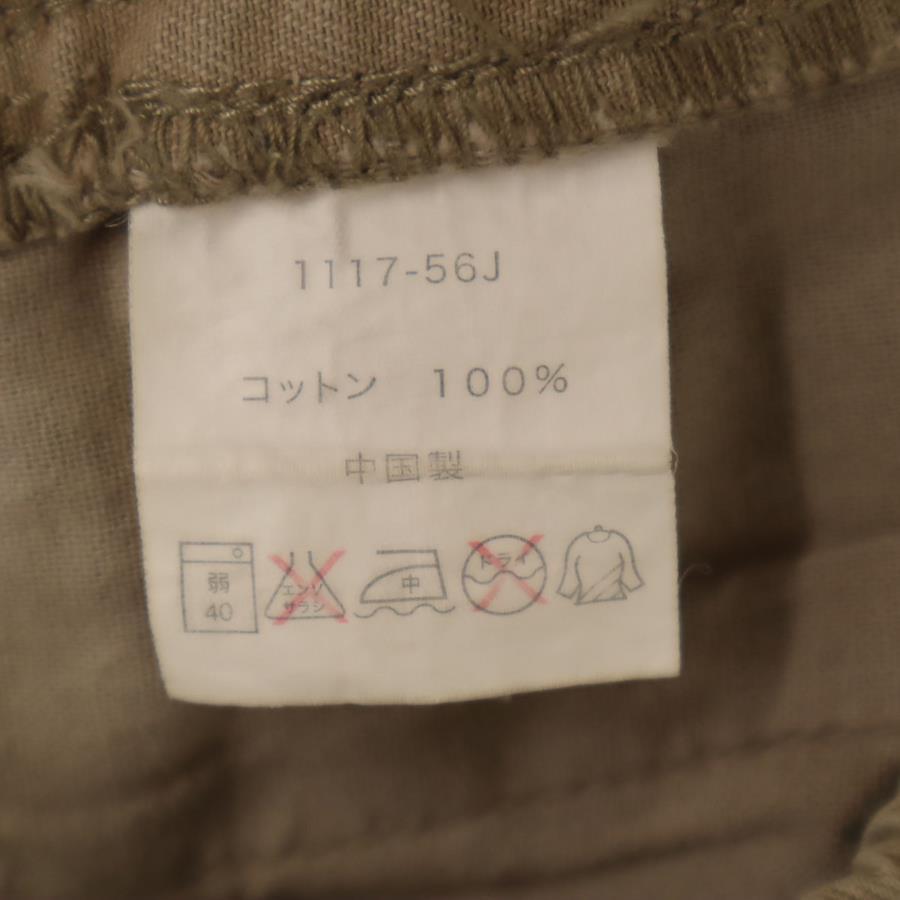 1117-56J
コットン 100%
中国製
弱
40
エンソ
サラシ
中
ドライ